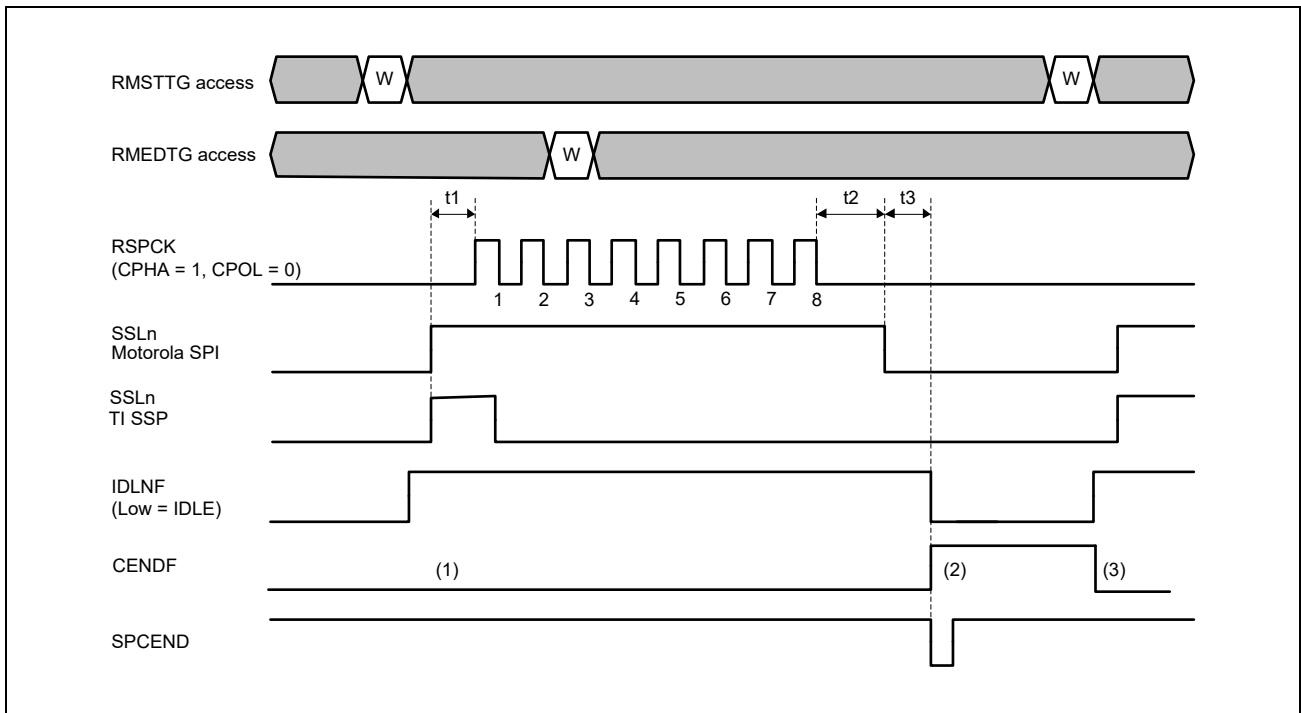 RMSTTG access W W
RMEDTG access W
t1 t2 t3
RSPCK
(CPHA = 1, CPOL = 0)
1 2 3 4 5 6 7 8
SSLn
Motorola SPI
SSLn
TI SSP
IDLNF
(Low = IDLE)
CENDF (1) (2) (3)
SPCEND